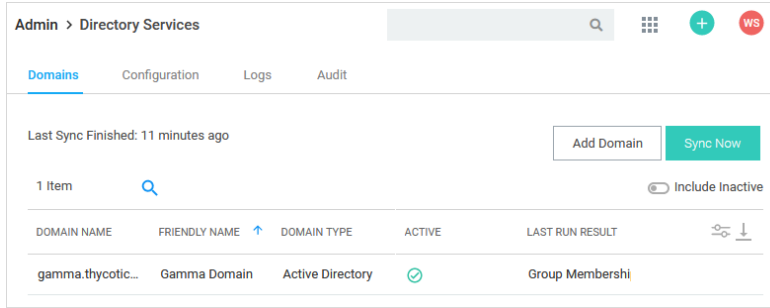 Admin > Directory Services
WS
Domains Configuration Logs Audit
Last Sync Finished: 11 minutes ago
Add Domain Sync Now
1 Item
Include Inactive
DOMAIN NAME FRIENDLY NAME DOMAIN TYPE ACTIVE LAST RUN RESULT
gamma.thycotic... Gamma Domain Active Directory Group Membershi